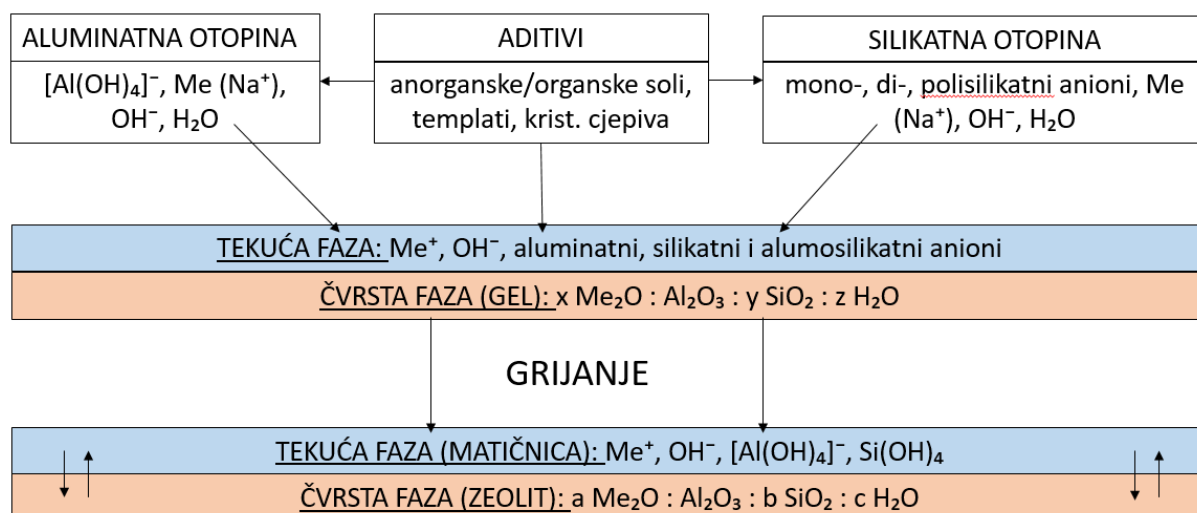 ALUMINATNA OTOPINA
[Al(OH)₄]⁻, Me (Na⁺),
OH⁻, H₂O
ADITIVI
anorganske/organske soli,
templati, krist. cjepiva
SILIKATNA OTOPINA
mono-, di-, polisilikatni anioni, Me
(Na⁺), OH⁻, H₂O
TEKUĆA FAZA: Me⁺, OH⁻, aluminatni, silikatni i alumosilikatni anioni
ČVRSTA FAZA (GEL): x Me₂O : Al₂O₃ : y SiO₂ : z H₂O
GRIJANJE
TEKUĆA FAZA (MATIČNICA): Me⁺, OH⁻, [Al(OH)₄]⁻, Si(OH)₄
ČVRSTA FAZA (ZEOLIT): a Me₂O : Al₂O₃ : b SiO₂ : c H₂O